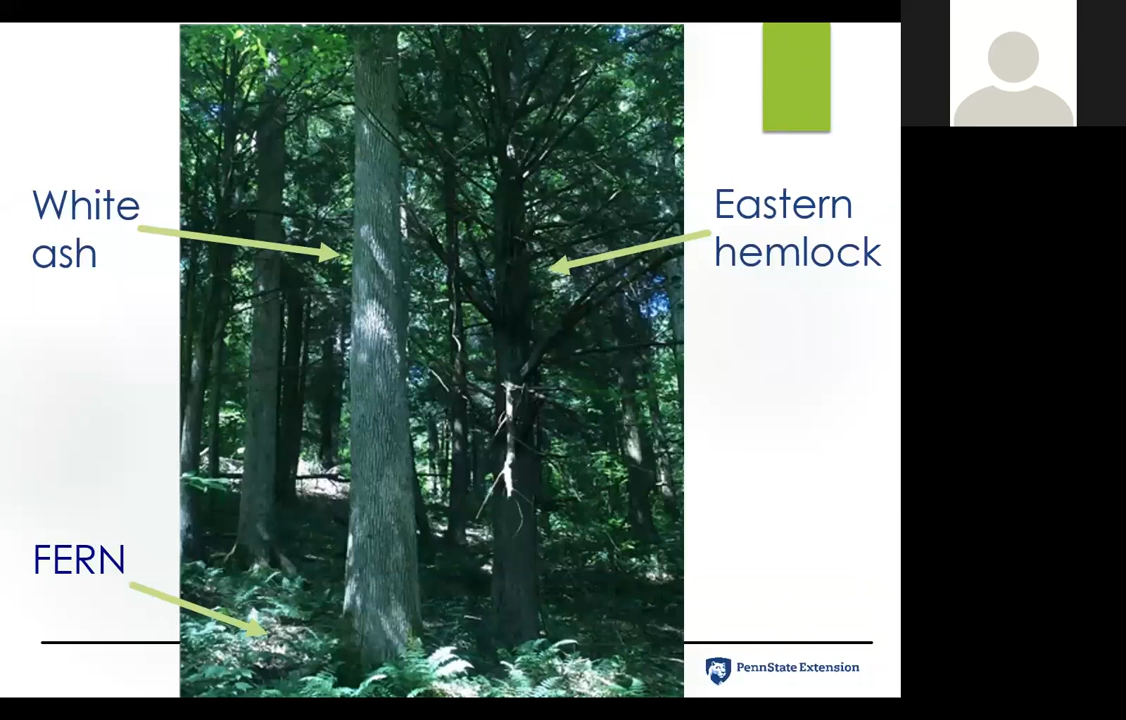 White
ash
Eastern
hemlock
FERN
PennState Extension